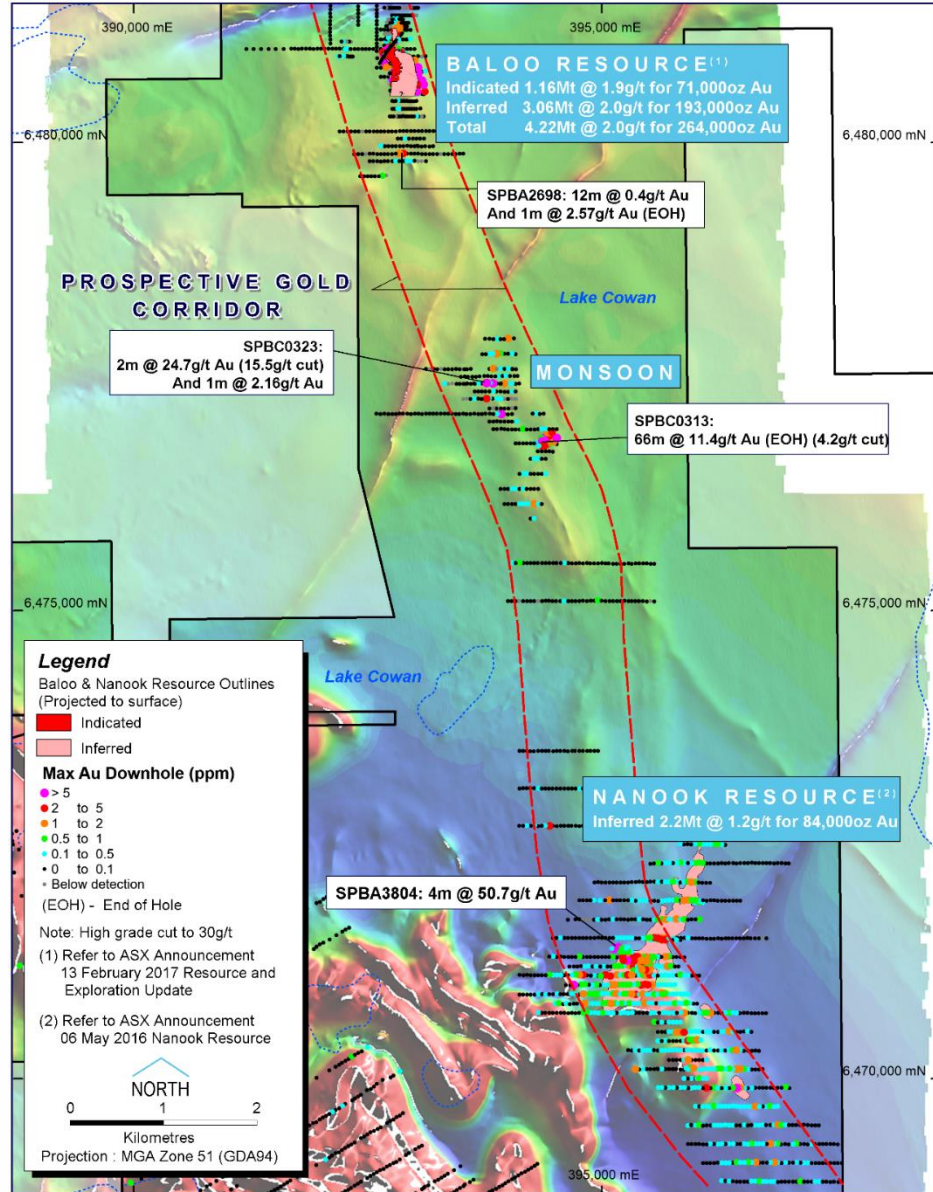 390,000 mE
395,000 mE
BALOO RESOURCE(1)
Indicated 1.16Mt @ 1.9g/t for 71,000oz Au
Inferred 3.06Mt @ 2.0g/t for 193,000oz Au
Total 4.22Mt @ 2.0g/t for 264,000oz Au
6,480,000 mN
6,480,000 mN
SPBA2698: 12m @ 0.4g/t Au
And 1m @ 2.57g/t Au (EOH)
PROSPECTIVE GOLD
CORRIDOR
Lake Cowan
SPBC0323:
2m @ 24.7g/t Au (15.5g/t cut)
And 1m @ 2.16g/t Au
MONSOON
SPBC0313:
66m @ 11.4g/t Au (EOH) (4.2g/t cut)
6,475,000 mN
6,475,000 mN
Lake Cowan
Legend
Baloo & Nanook Resource Outlines
(Projected to surface)
Indicated
Inferred
Max Au Downhole (ppm)
> 5
2 to 5
1 to 2
0.5 to 1
0.1 to 0.5
0 to 0.1
Below detection
(EOH) - End of Hole
Note: High grade cut to 30g/t
(1) Refer to ASX Announcement
13 February 2017 Resource and
Exploration Update
(2) Refer to ASX Announcement
06 May 2016 Nanook Resource
NORTH
0 1 2
Kilometres
Projection : MGA Zone 51 (GDA94)
NANOOK RESOURCE(2)
Inferred 2.2Mt @ 1.2g/t for 84,000oz Au
SPBA3804: 4m @ 50.7g/t Au
6,470,000 mN
395,000 mE